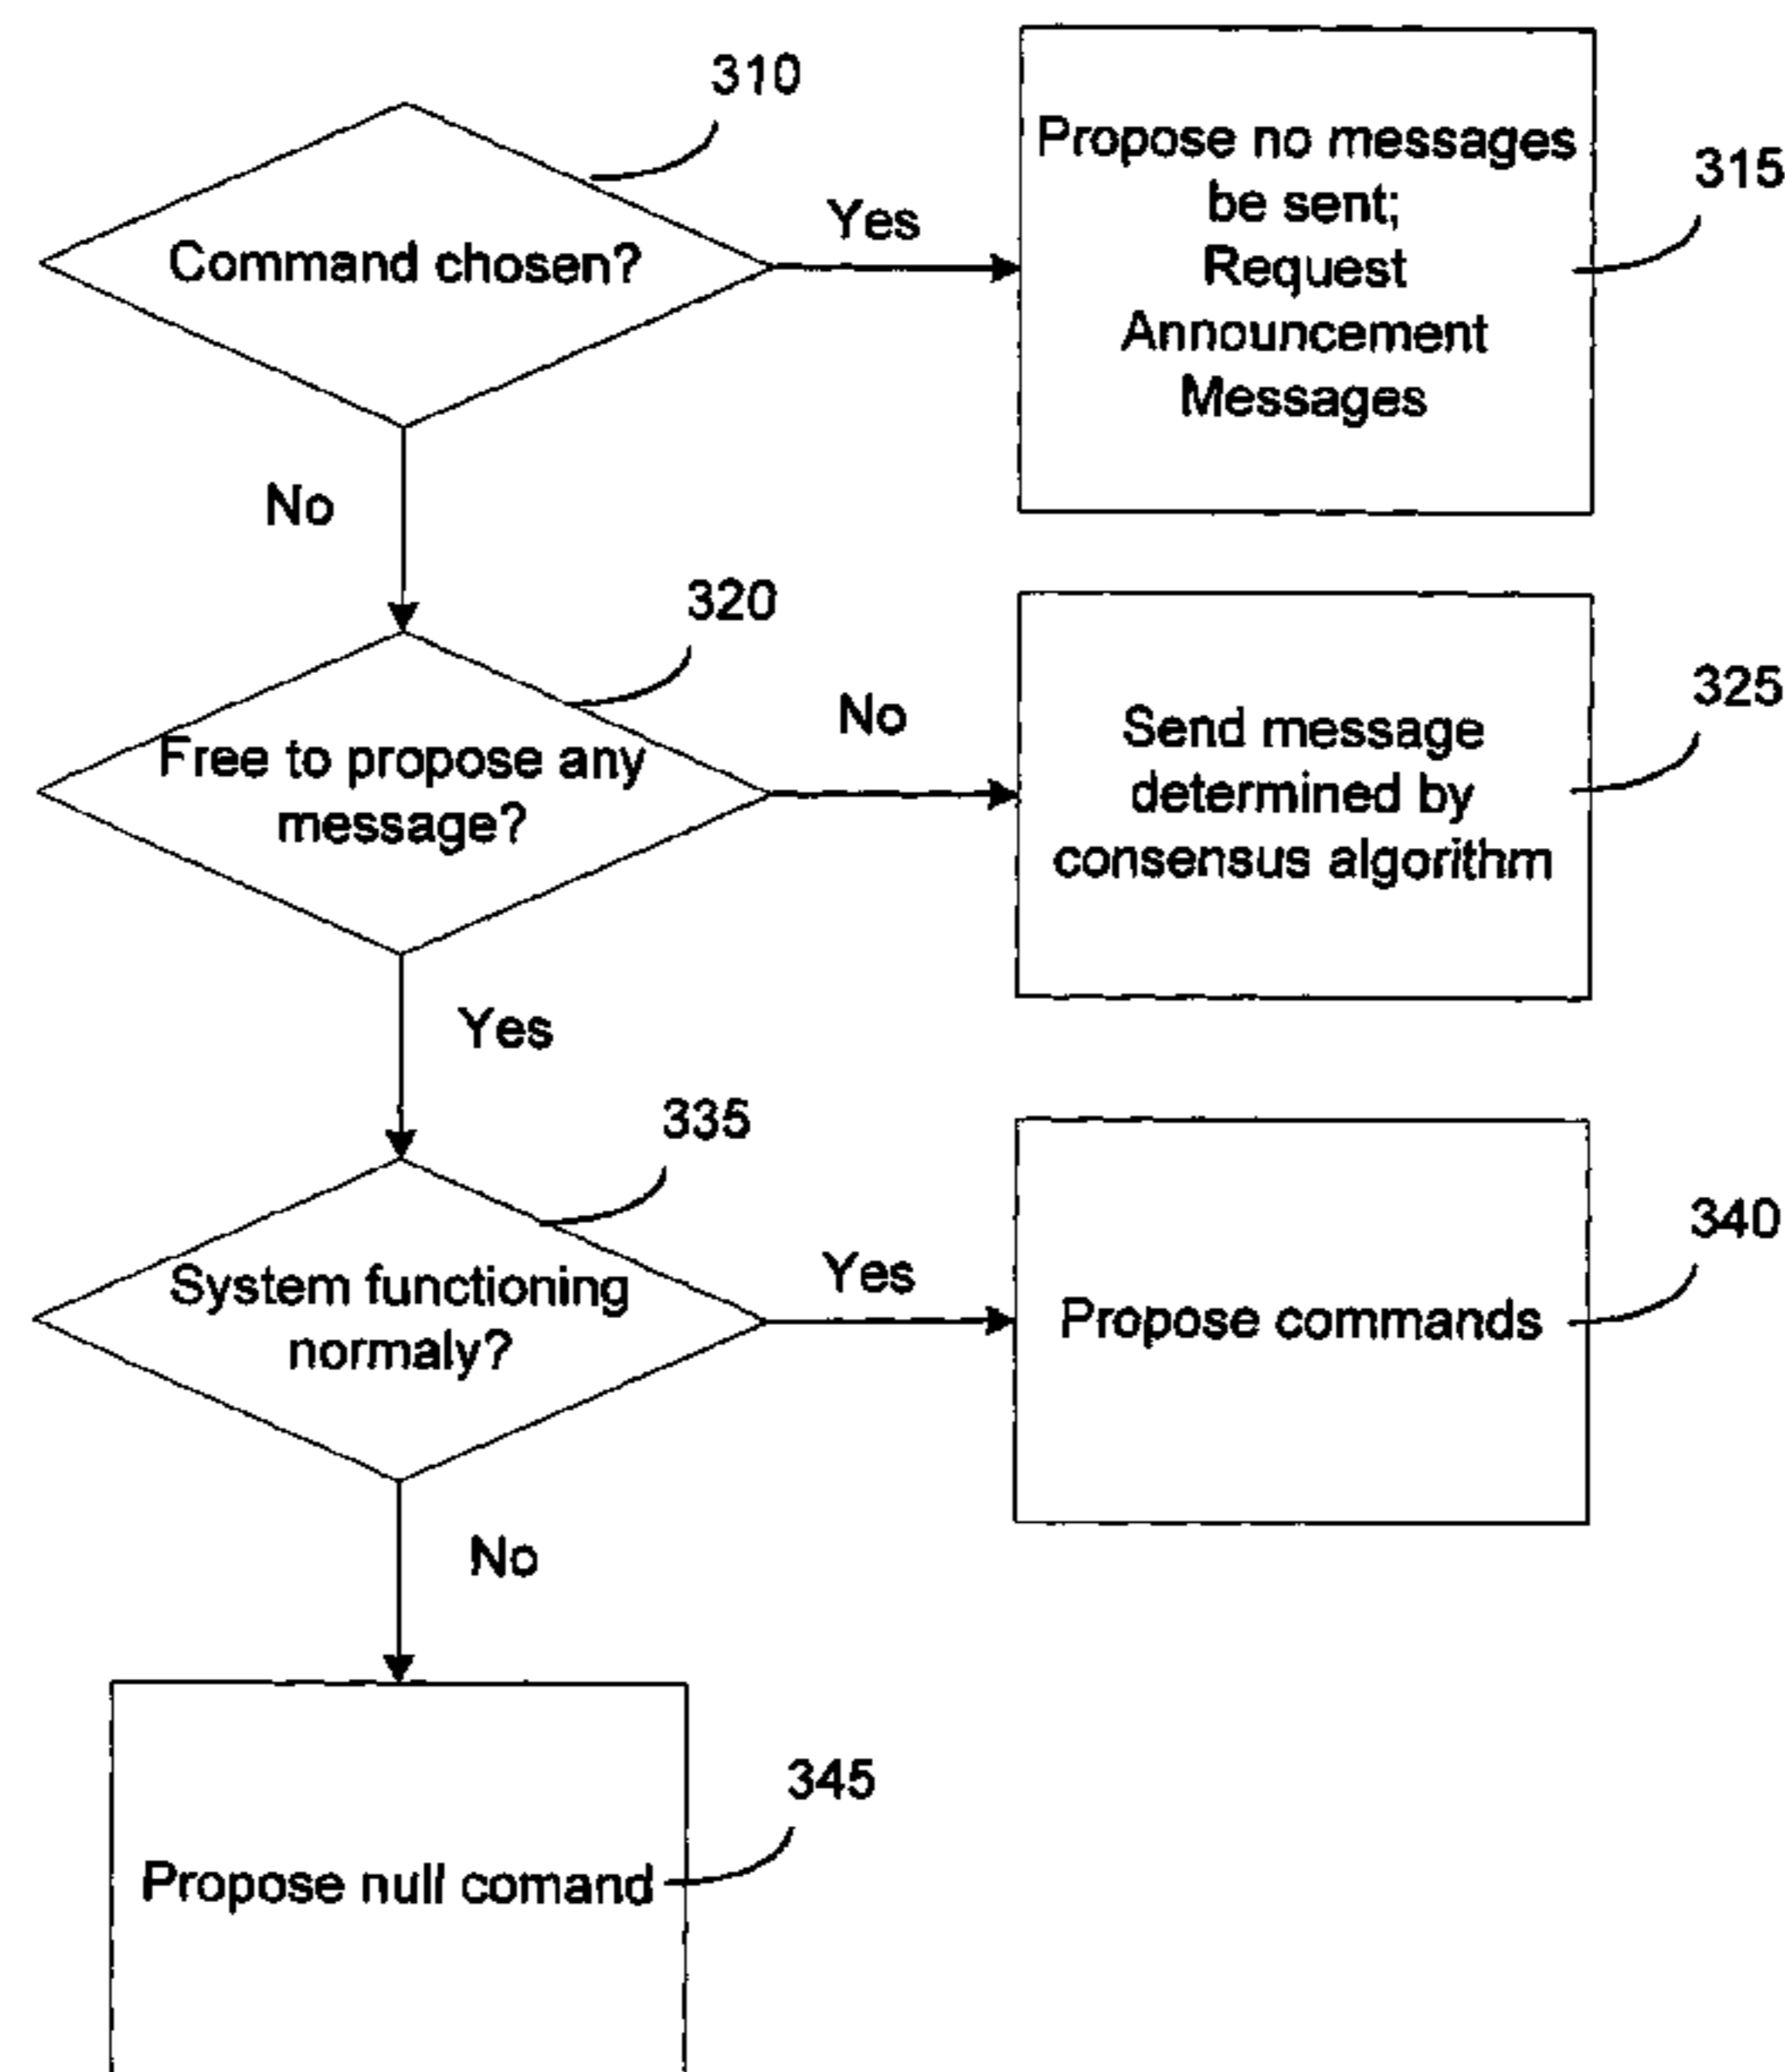 310
Command chosen?
Yes
Propose no messages
be sent;
Request
Announcement
Messages
315
No
320
Free to propose any
message?
No
Send message
determined by
consensus algorithm
325
Yes
335
System functioning
normaly?
Yes
Propose commands
340
No
345
Propose null comand